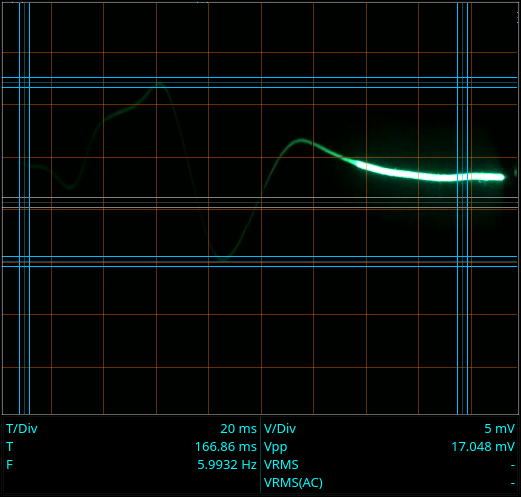 T/Div 20 ms V/Div 5 mV
T 166.86 ms Vpp 17.048 mV
F 5.9932 Hz VRMS -
VRMS(AC) -